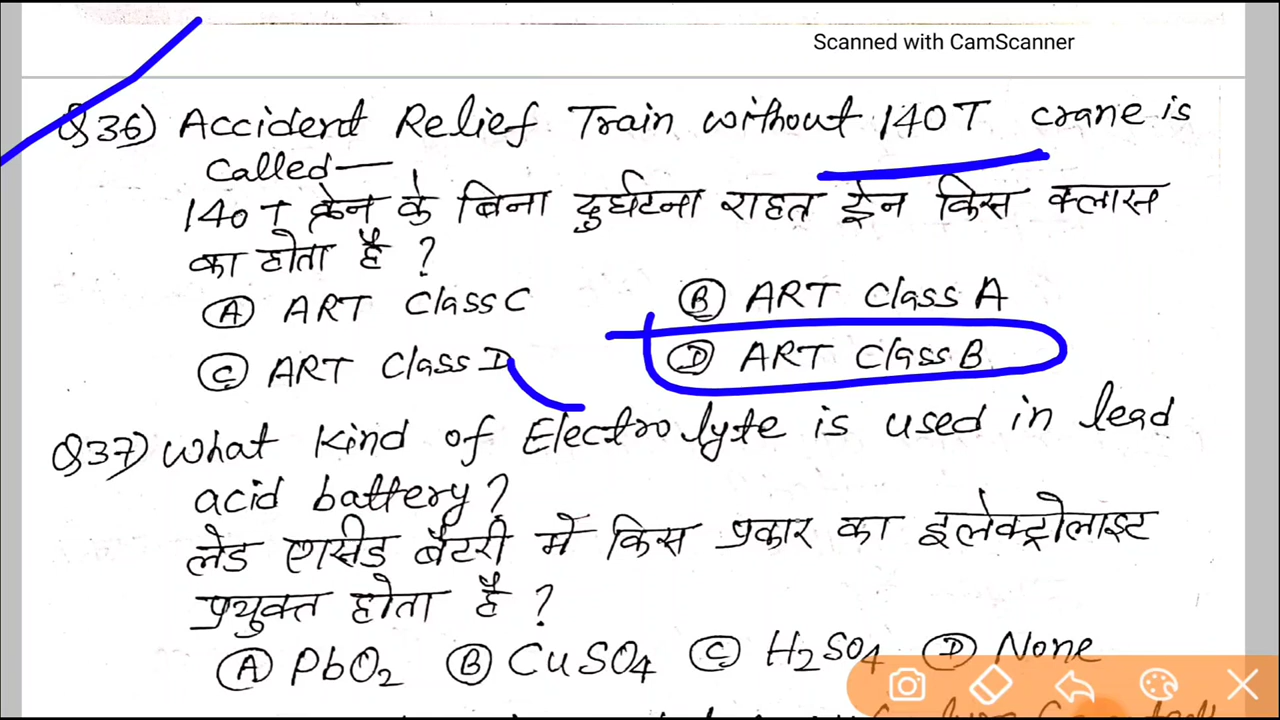 Scanned with CamScanner
Q36) Accident Relief Train without 140T crane is
called—
140T क्रेन के बिना दुर्घटना राहत ट्रेन किस क्लास
का होता है ?
(A) ART Class C (B) ART Class A
(C) ART Class D (D) ART Class B
Q37) What kind of Electrolyte is used in lead
acid battery?
लेड एसीड बैटरी में किस प्रकार का इलेक्ट्रोलाइट
प्रयुक्त होता है ?
(A) PbO2 (B) CuSO4 (C) H2SO4 (D) None